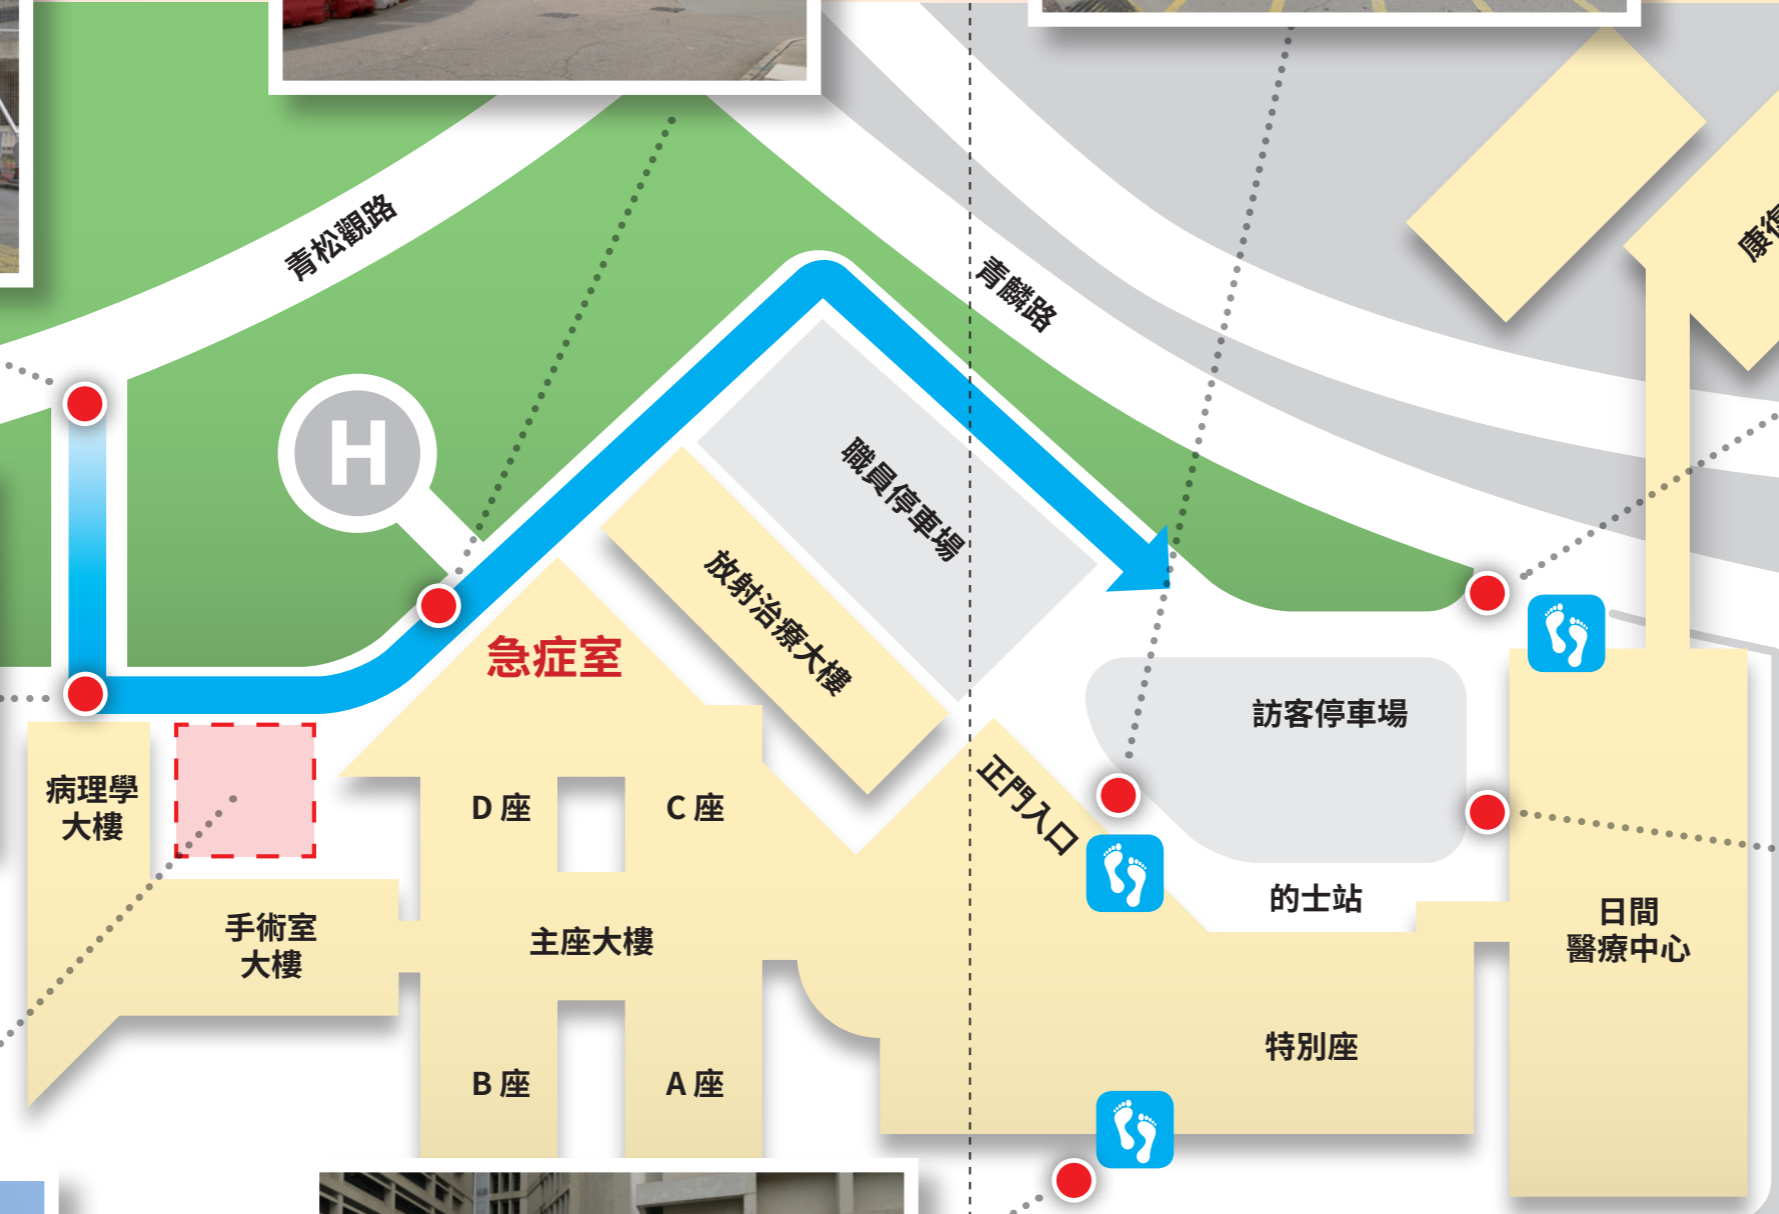 青松觀路
青麟路
康復
H
職員停車場
放射治療大樓
急症室
訪客停車場
正門入口
病理學
大樓
D 座
C 座
的士站
手術室
大樓
主座大樓
日間
醫療中心
特別座
B 座
A 座